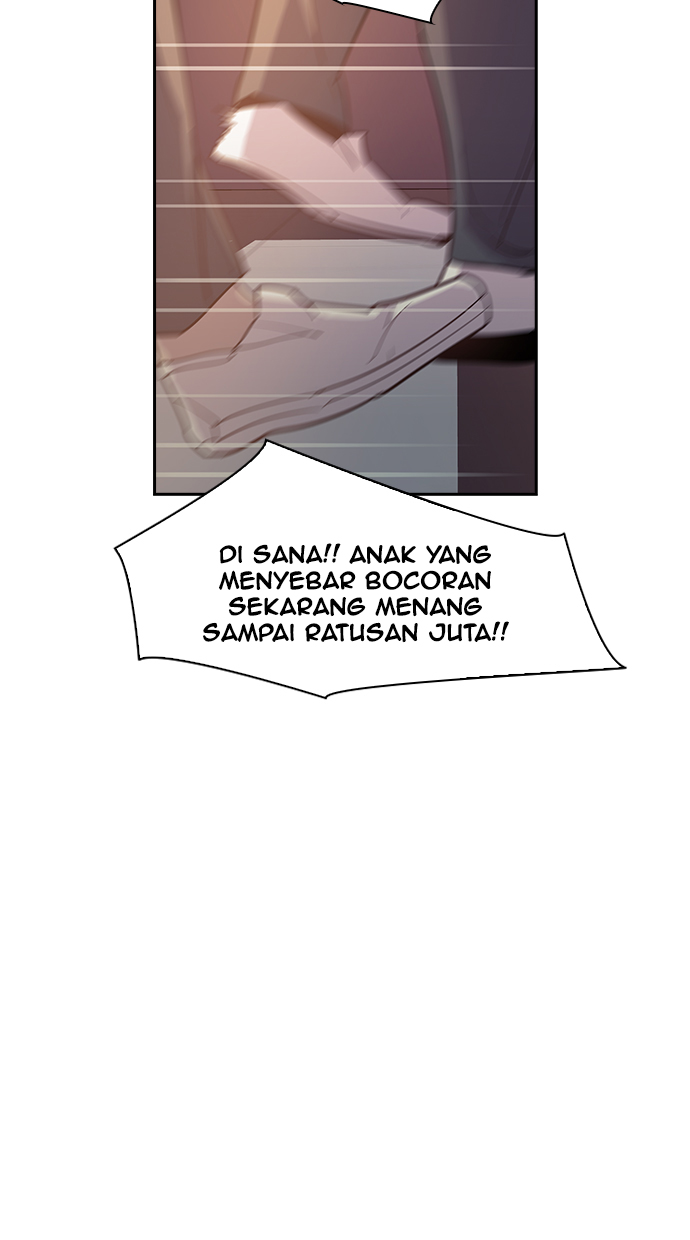 DI SANA!! ANAK YANG
MENYEBAR BOCORAN
SEKARANG MENANG
SAMPAI RATUSAN JUTA!!